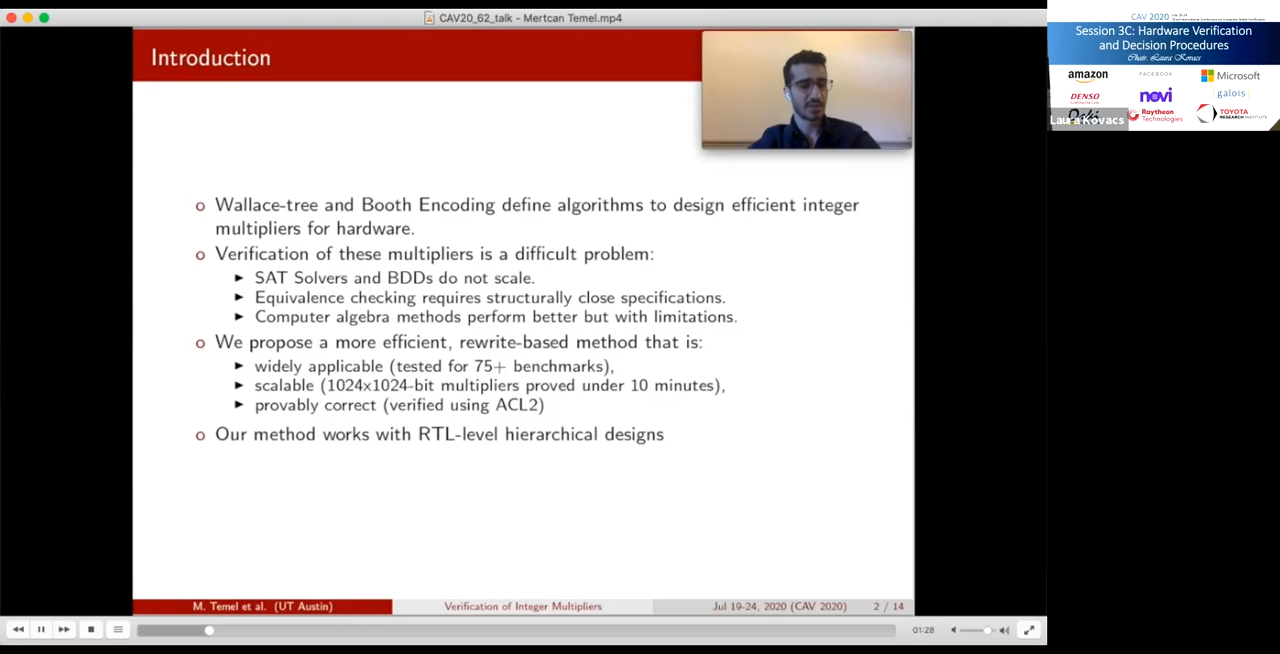 CAV20_62_talk - Mertcan Temel.mp4
Introduction
o Wallace-tree and Booth Encoding define algorithms to design efficient integer
multipliers for hardware.
o Verification of these multipliers is a difficult problem:
► SAT Solvers and BDDs do not scale.
► Equivalence checking requires structurally close specifications.
► Computer algebra methods perform better but with limitations.
o We propose a more efficient, rewrite-based method that is:
► widely applicable (tested for 75+ benchmarks),
► scalable (1024x1024-bit multipliers proved under 10 minutes),
► provably correct (verified using ACL2)
o Our method works with RTL-level hierarchical designs
M. Temel et al. (UT Austin)
Verification of Integer Multipliers
Jul 19-24, 2020 (CAV 2020)
2 / 14
01:28
CAV 2020
Session 3C: Hardware Verification
and Decision Procedures
Chair: Laura Kovacs
amazon
FACEBOOK
Microsoft
DENSO
novi
galois
Raytheon
Technologies
TOYOTA
RESEARCH INSTITUTE
Laura Kovacs